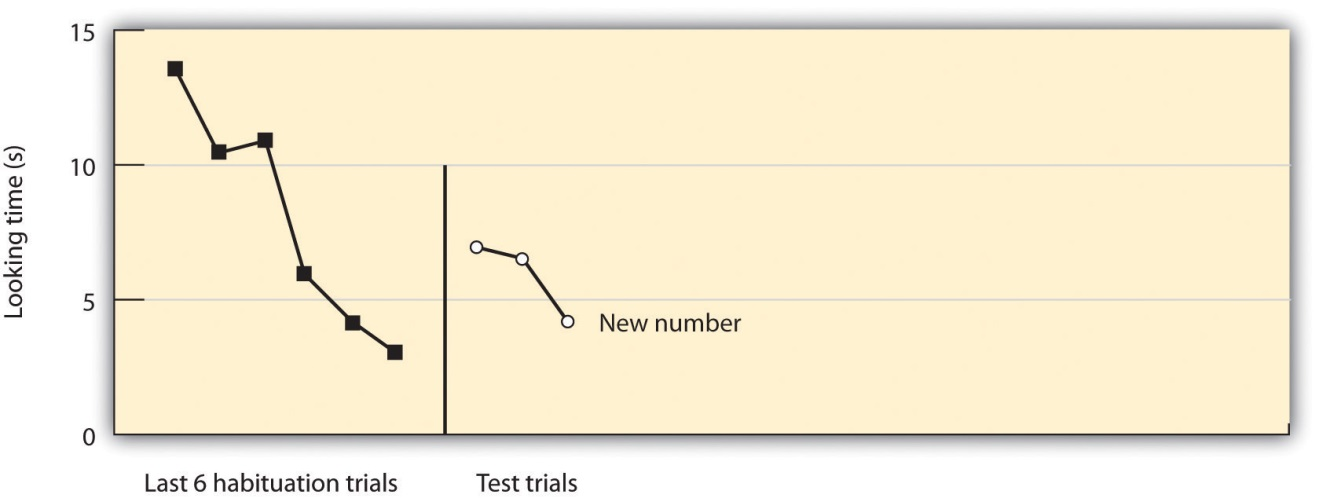 15
10
5
0
Looking time (s)
New number
Last 6 habituation trials
Test trials